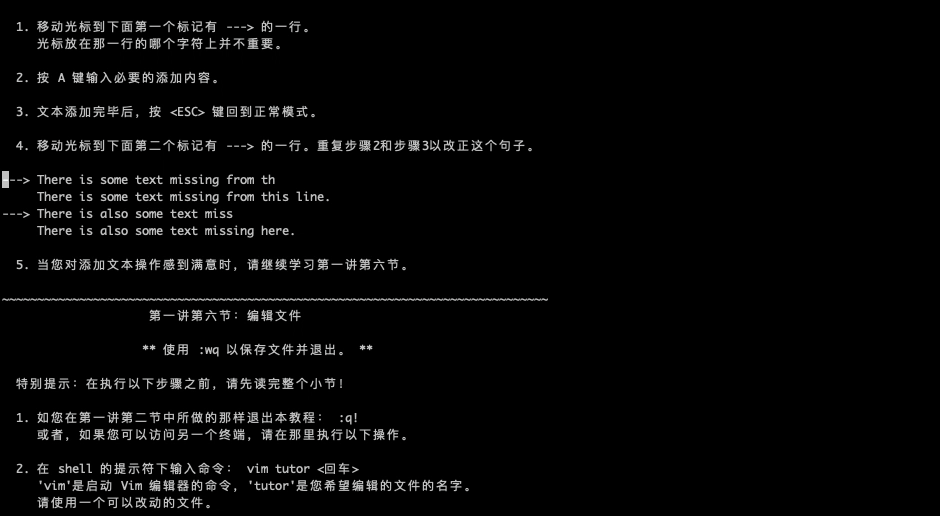 1. 移动光标到下面第一个标记有 ---> 的一行。
光标放在那一行的哪个字符上并不重要。
2. 按 A 键输入必要的添加内容。
3. 文本添加完毕后，按 <ESC> 键回到正常模式。
4. 移动光标到下面第二个标记有 ---> 的一行。重复步骤2和步骤3以改正这个句子。
---> There is some text missing from th
There is some text missing from this line.
---> There is also some text miss
There is also some text missing here.
5. 当您对添加文本操作感到满意时，请继续学习第一讲第六节。
~~~~~~~~~~~~~~~~~~~~~~~~~~~~~~~~~~~~~~~~~~~~~~~~~~~~~~~~~~~~~~~~~~~~~~~~~~~~~~
第一讲第六节：编辑文件
** 使用 :wq 以保存文件并退出。 **
特别提示：在执行以下步骤之前，请先读完整个小节！
1. 如您在第一讲第二节中所做的那样退出本教程： :q!
或者，如果您可以访问另一个终端，请在那里执行以下操作。
2. 在 shell 的提示符下输入命令： vim tutor <回车>
'vim'是启动 Vim 编辑器的命令，'tutor'是您希望编辑的文件的名字。
请使用一个可以改动的文件。